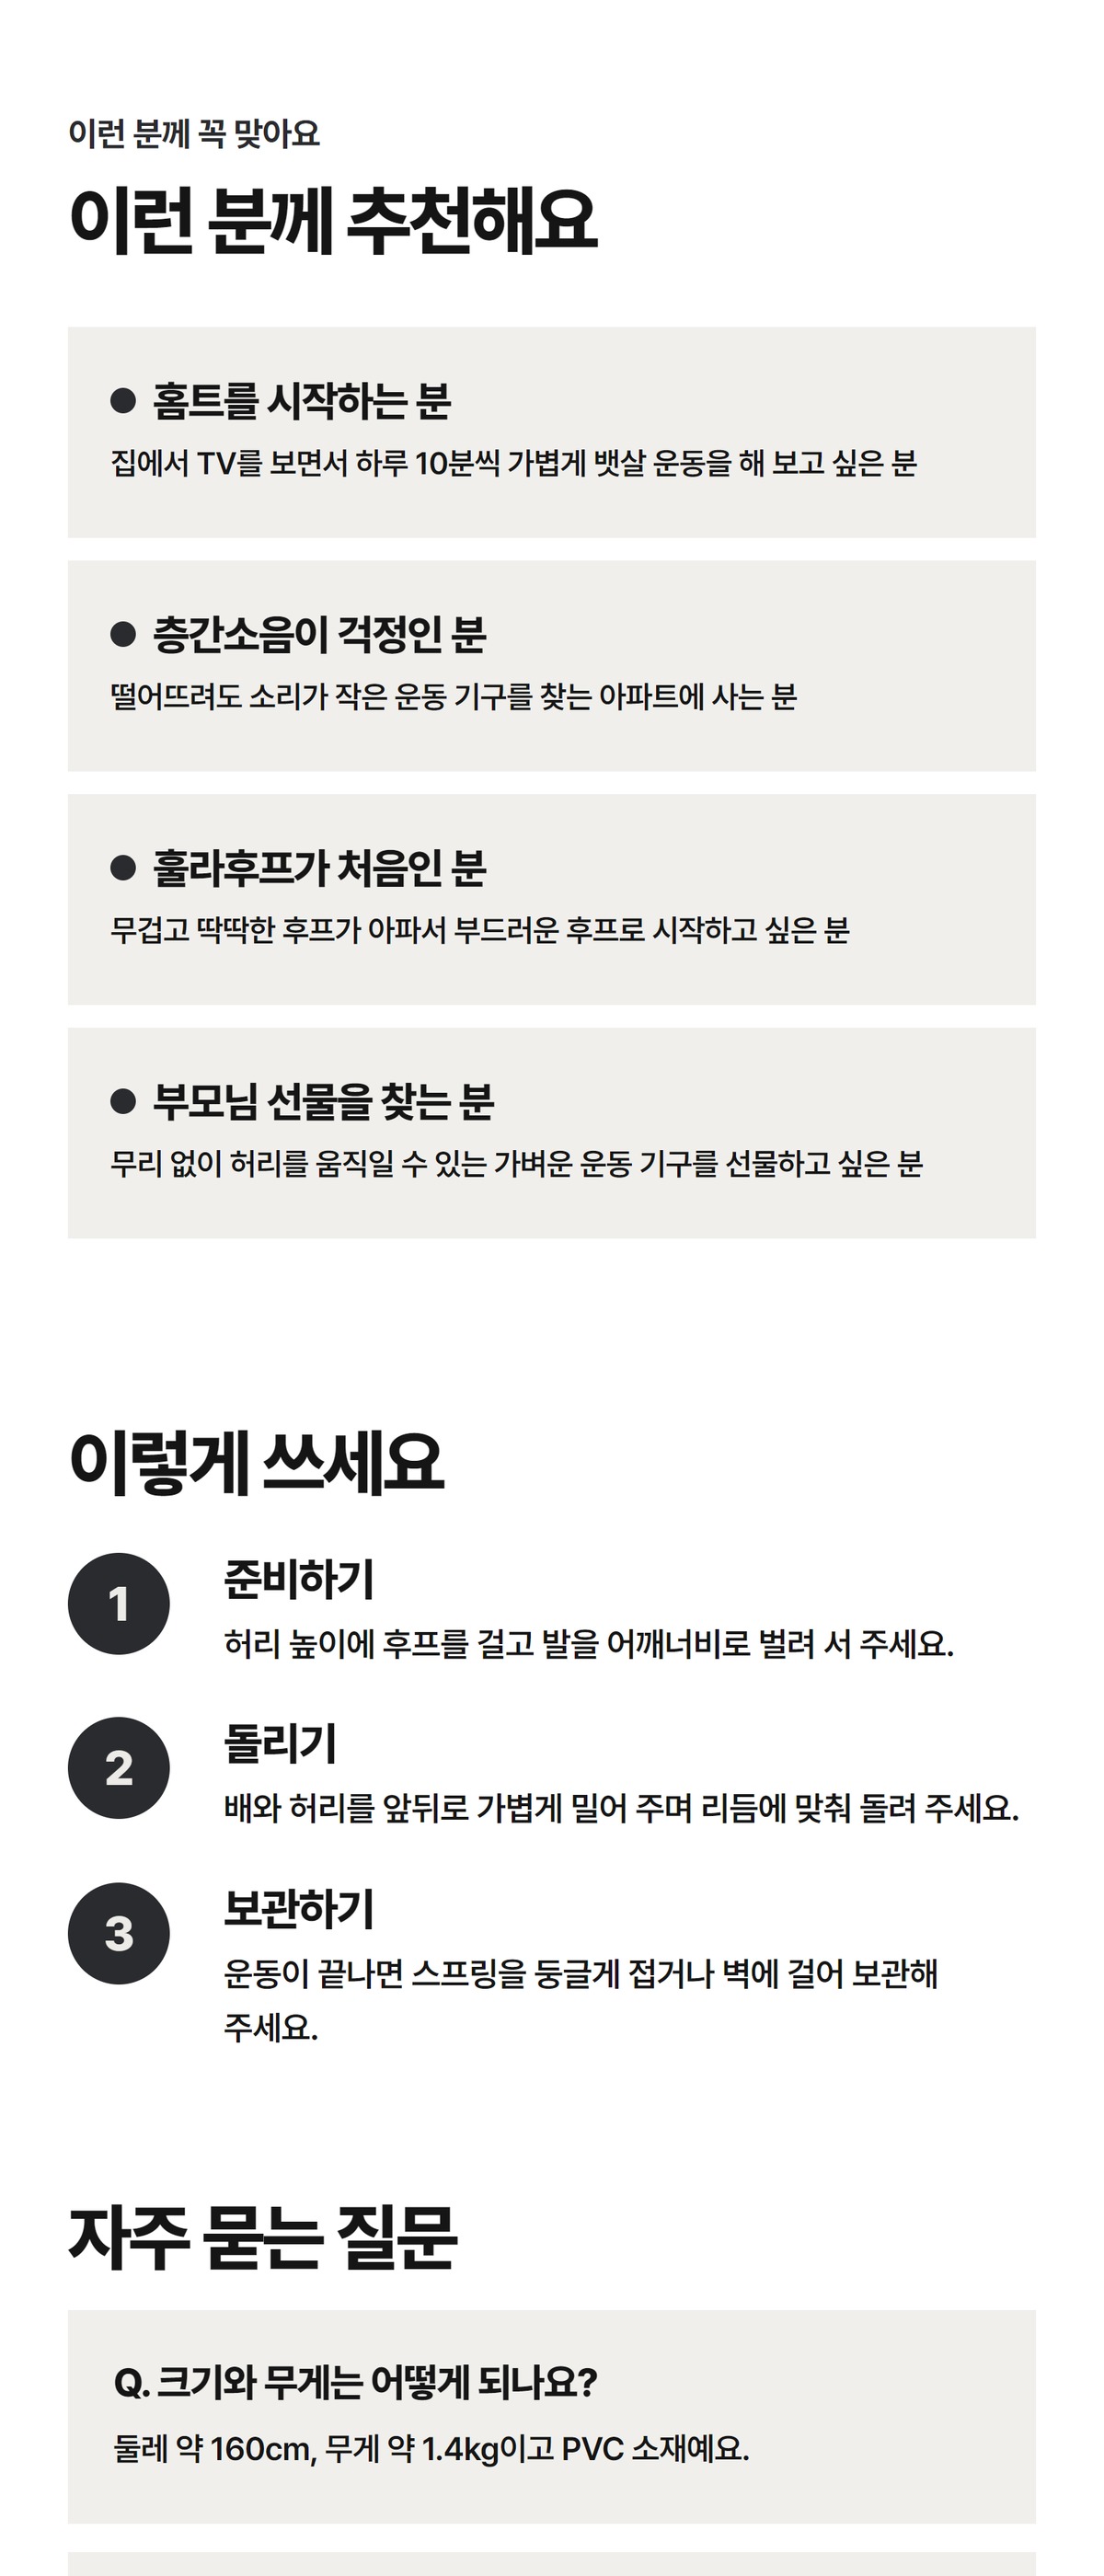 이런 분께 꼭 맞아요
이런 분께 추천해요
홈트를 시작하는 분
집에서 TV를 보면서 하루 10분씩 가볍게 뱃살 운동을 해 보고 싶은 분
층간소음이 걱정인 분
떨어뜨려도 소리가 작은 운동 기구를 찾는 아파트에 사는 분
훌라후프가 처음인 분
무겁고 딱딱한 후프가 아파서 부드러운 후프로 시작하고 싶은 분
부모님 선물을 찾는 분
무리 없이 허리를 움직일 수 있는 가벼운 운동 기구를 선물하고 싶은 분
이렇게 쓰세요
1
준비하기
허리 높이에 후프를 걸고 발을 어깨너비로 벌려 서 주세요.
2
돌리기
배와 허리를 앞뒤로 가볍게 밀어 주며 리듬에 맞춰 돌려 주세요.
3
보관하기
운동이 끝나면 스프링을 둥글게 접거나 벽에 걸어 보관해
주세요.
자주 묻는 질문
Q. 크기와 무게는 어떻게 되나요?
둘레 약 160cm, 무게 약 1.4kg이고 PVC 소재예요.